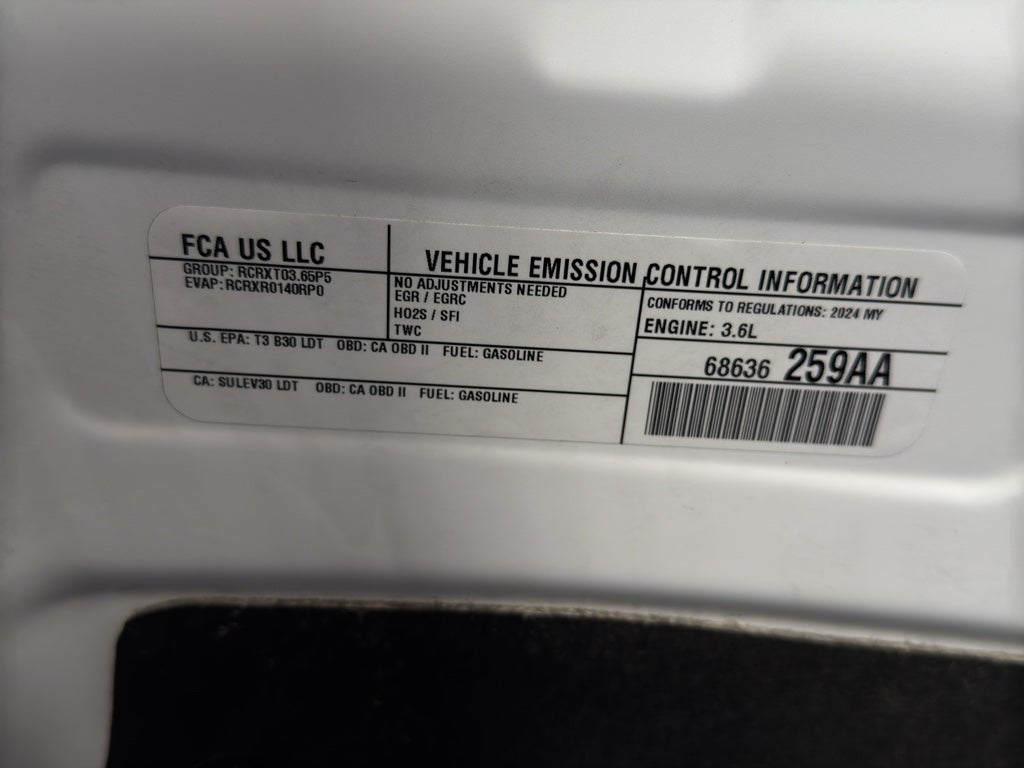 FCA US LLC
VEHICLE EMISSION CONTROL INFORMATION
GROUP: RCRXT03.65P5
EVAP:RCRXR0140RP0
NO ADJUSTMENTS NEEDED
EGR / EGRC
HO2S / SFI
TWC
CONFORMS TO REGULATIONS: 2024 MY
ENGINE: 3.6L
U.S. EPA: T3 B30 LDT OBD: CA OBD II FUEL: GASOLINE
68636 259AA
CA: SULEV30 LDT OBD: CA OBD II FUEL: GASOLINE